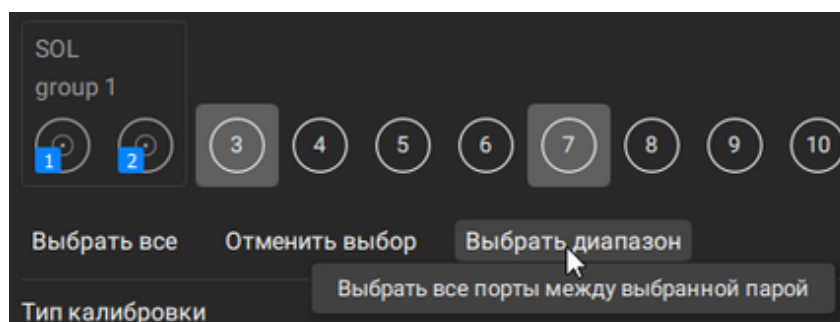 SOL
group 1
1 2 3 4 5 6 7 8 9 10
Выбрать все Отменить выбор Выбрать диапазон
Выбрать все порты между выбранной парой
Тип калибровки